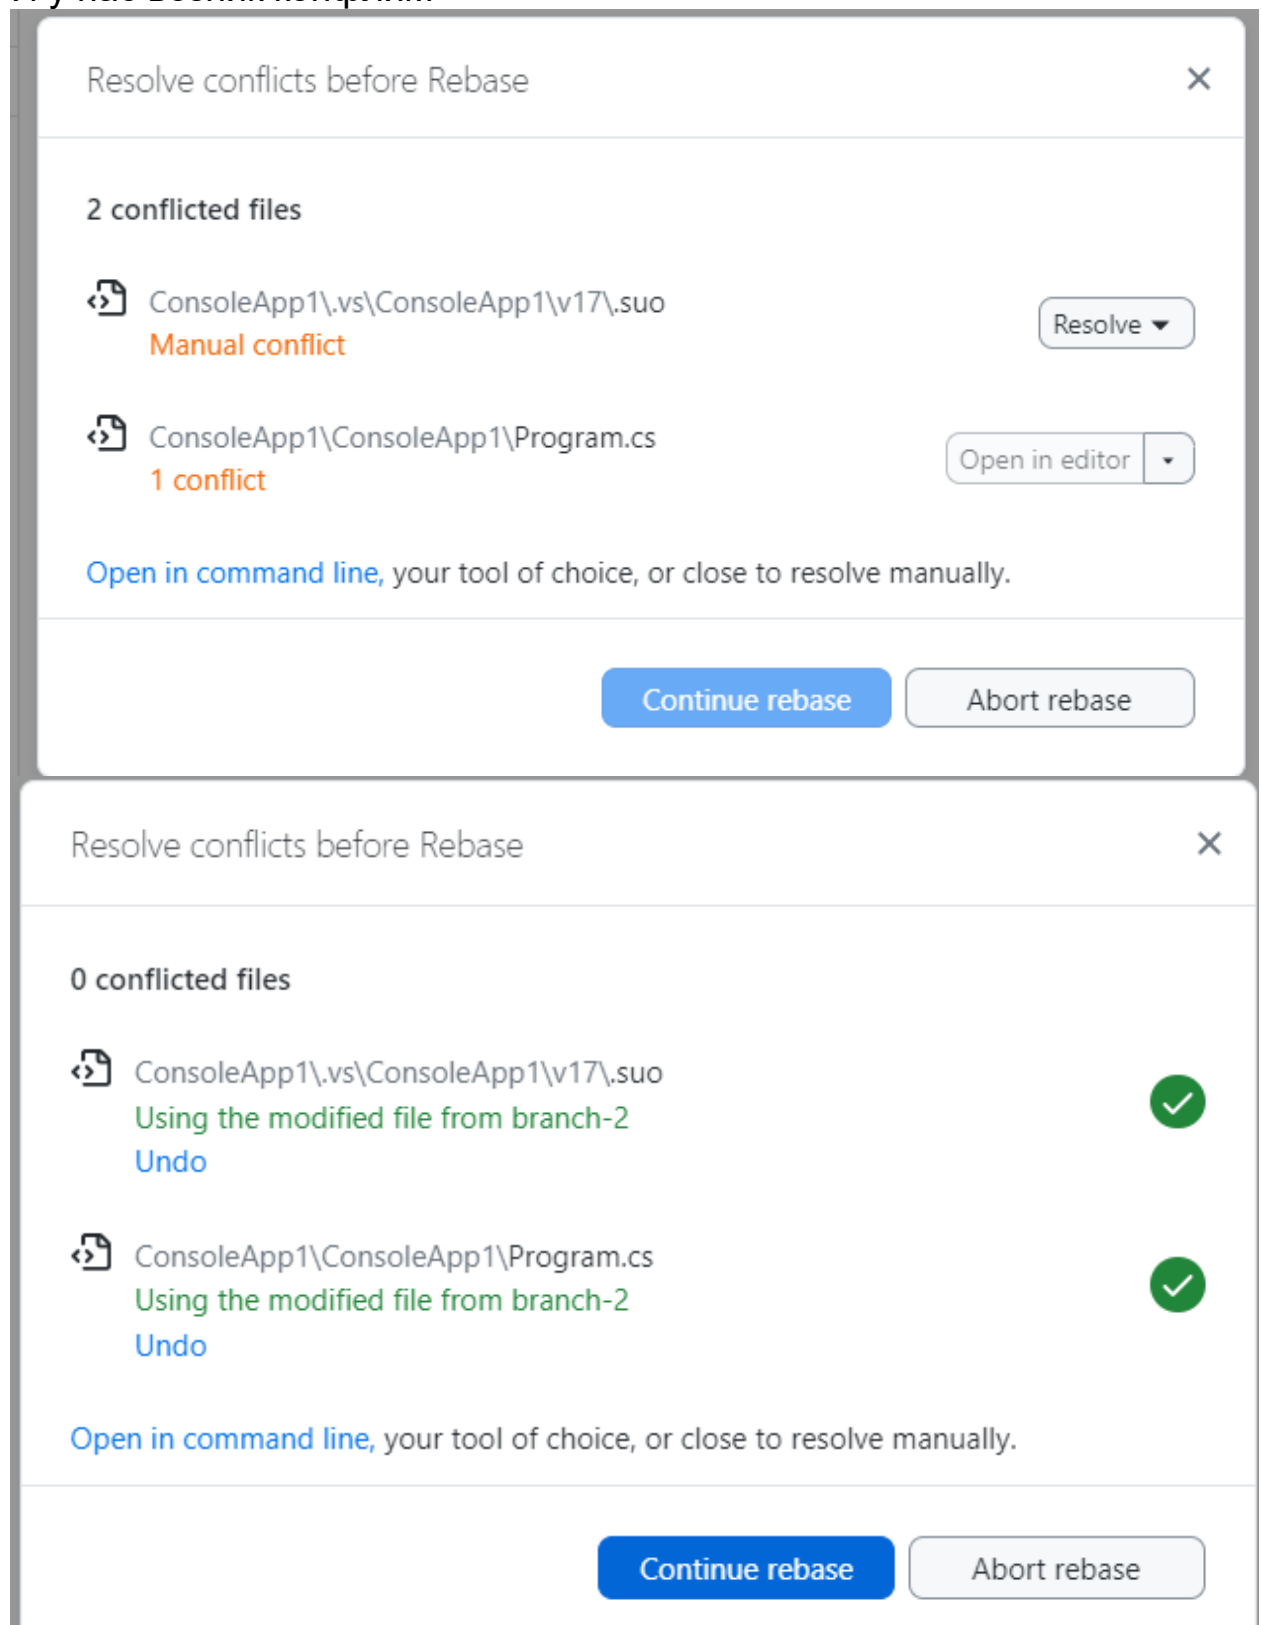 Resolve conflicts before Rebase
2 conflicted files
ConsoleApp1\.vs\ConsoleApp1\v17\.suo
Manual conflict
Resolve
ConsoleApp1\ConsoleApp1\Program.cs
1 conflict
Open in editor
Open in command line, your tool of choice, or close to resolve manually.
Continue rebase
Abort rebase
Resolve conflicts before Rebase
0 conflicted files
ConsoleApp1\.vs\ConsoleApp1\v17\.suo
Using the modified file from branch-2
Undo
ConsoleApp1\ConsoleApp1\Program.cs
Using the modified file from branch-2
Undo
Open in command line, your tool of choice, or close to resolve manually.
Continue rebase
Abort rebase